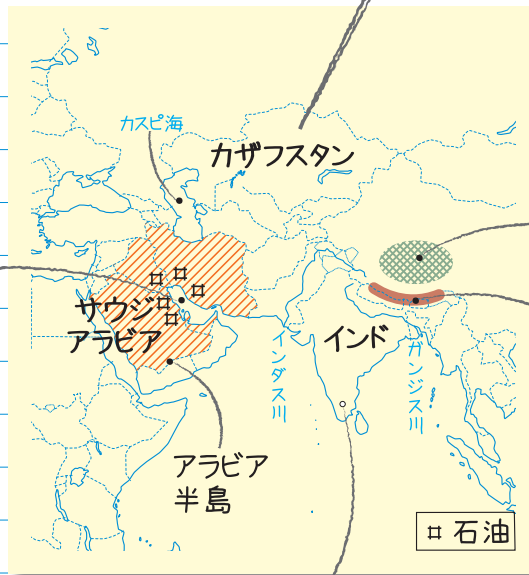 カスピ海
カザフスタン
サウジ
アラビア
インド
インダス川
ガンジス川
アラビア
半島
石油